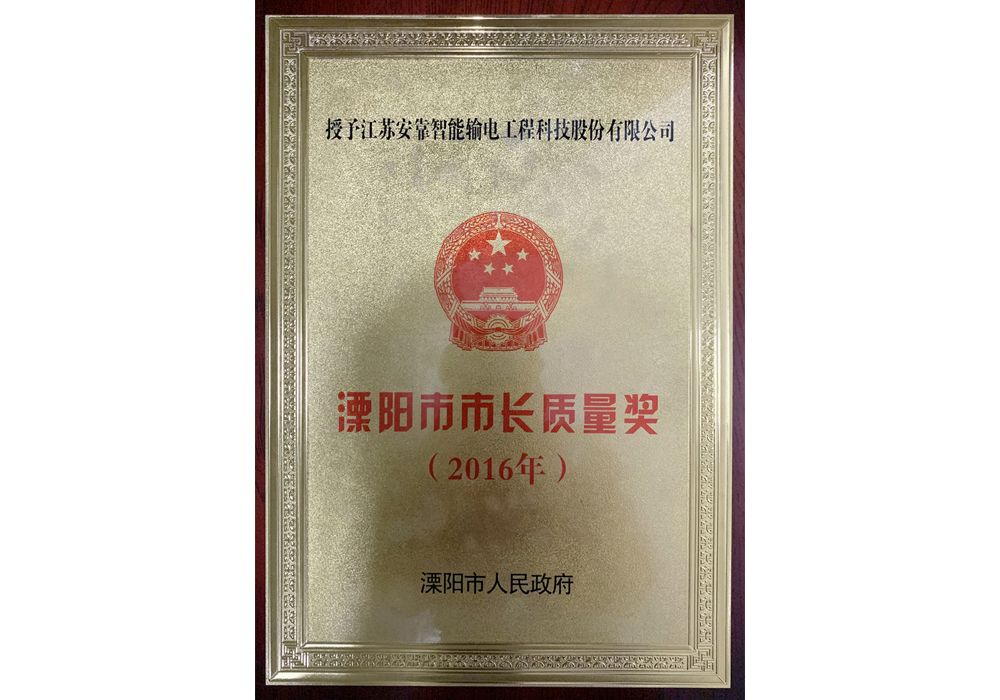 授予江苏安靠智能输电工程科技股份有限公司
溧阳市市长质量奖
（2016年）
溧阳市人民政府